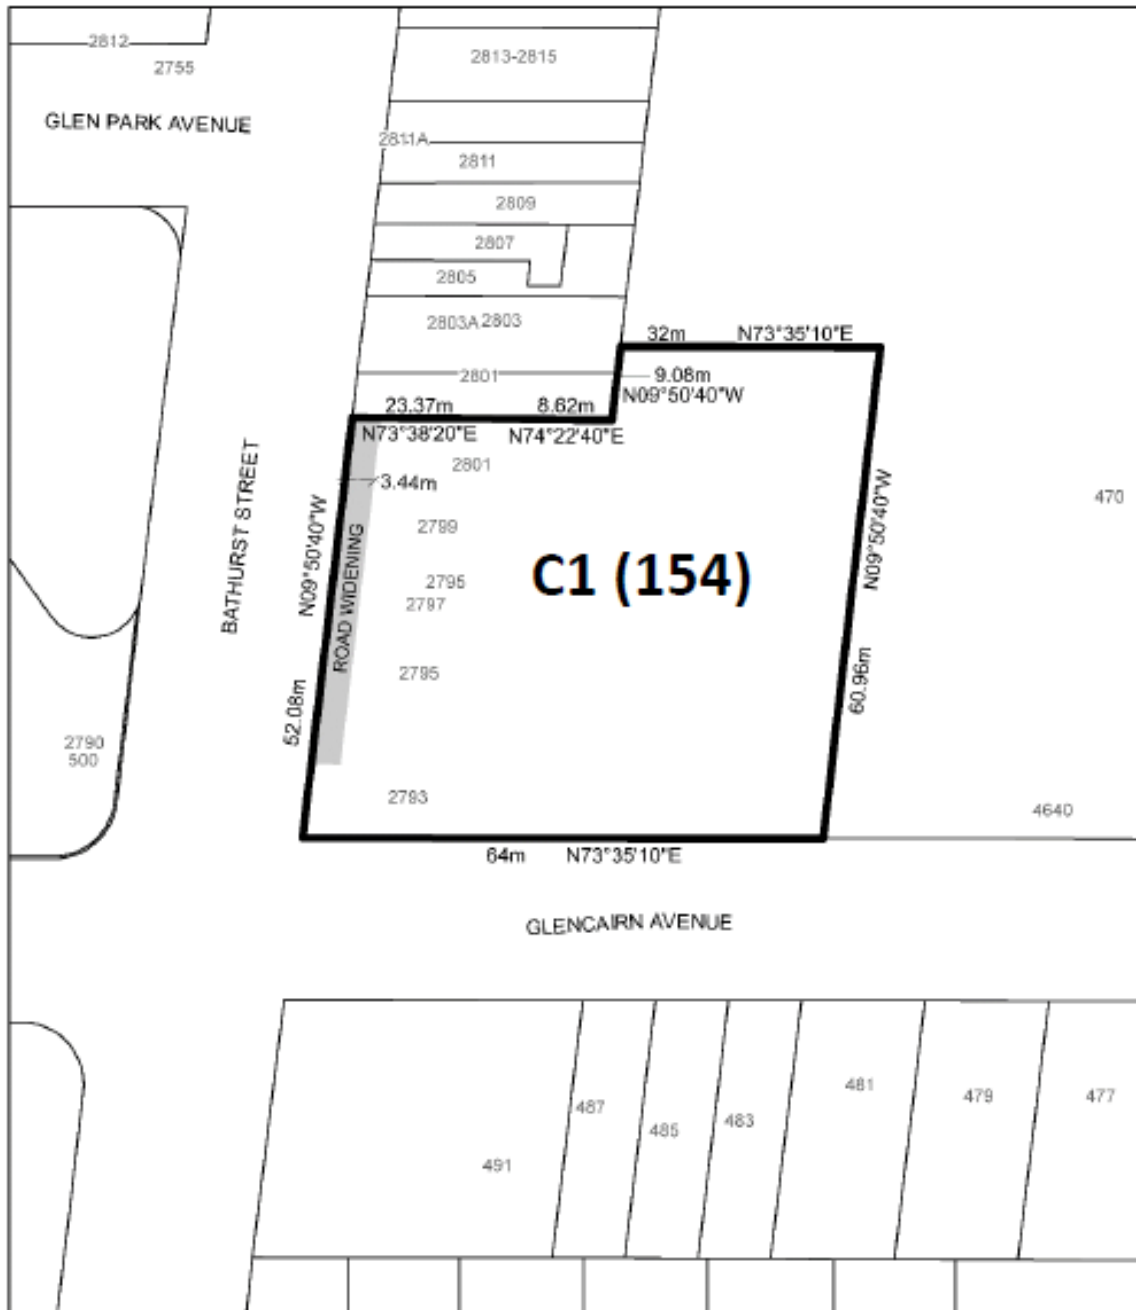 2812
2755
2813-2815
GLEN PARK AVENUE
2811A
2811
2809
2807
2805
2803A 2803
32m N73°35'10"E
2801
9.08m
N09°50'40"W
23.37m 8.62m
N73°38'20"E N74°22'40"E
2801
3.44m
BATHURST STREET
N09°50'40"W
52.08m
ROAD WIDENING
2799
2795
2797
2795
2793
C1 (154)
N09°50'40"W
60.96m
470
2790
500
4640
64m N73°35'10"E
GLENCAIRN AVENUE
491
487
485
483
481
479
477